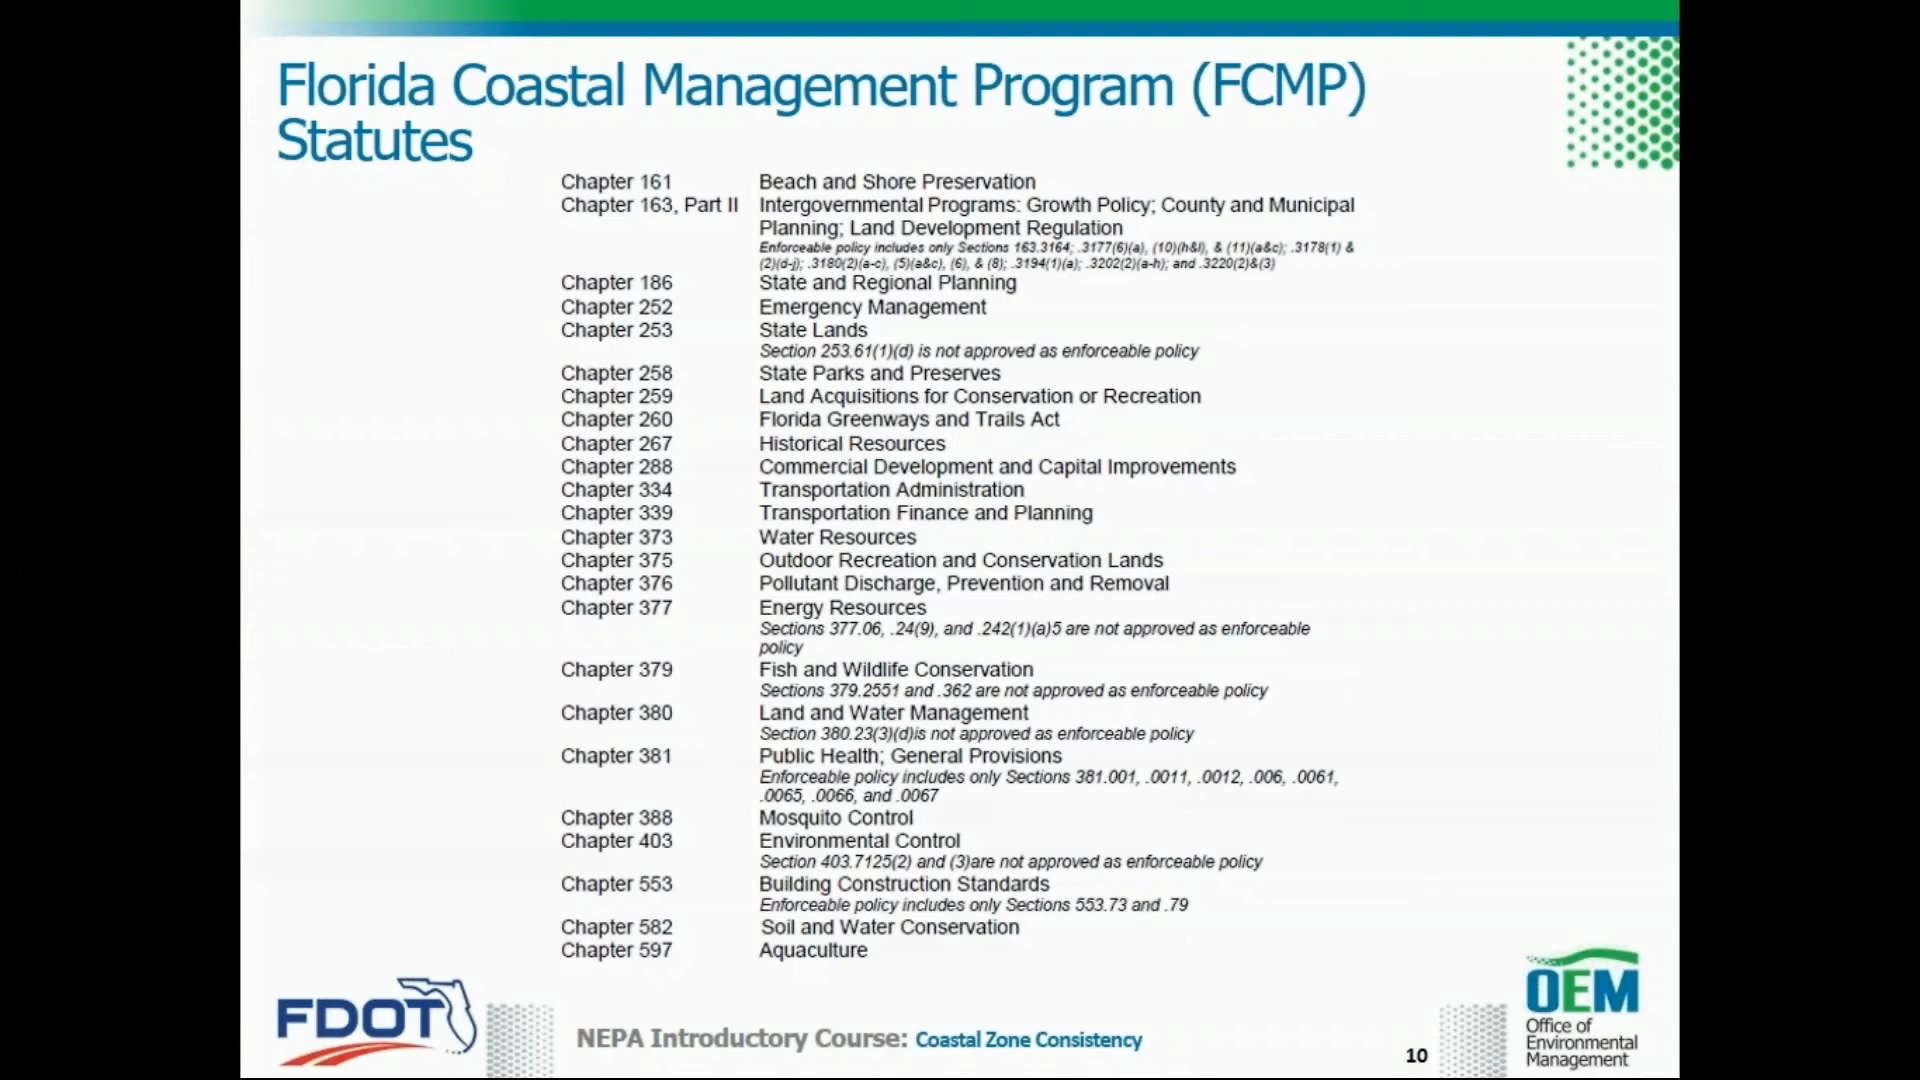 Florida Coastal Management Program (FCMP)
Statutes
Chapter 161 Beach and Shore Preservation
Chapter 163, Part II Intergovernmental Programs: Growth Policy; County and Municipal
Planning; Land Development Regulation
Enforceable policy includes only Sections 163.3164; .3177(6)(a), (10)(h&l), & (11)(a&c); .3178(1) &
(2)(d-j); .3180(2)(a-c), (5)(a&c), (6), & (8); .3194(1)(a); .3202(2)(a-h); and .3220(2)&(3)
Chapter 186 State and Regional Planning
Chapter 252 Emergency Management
Chapter 253 State Lands
Section 253.61(1)(d) is not approved as enforceable policy
Chapter 258 State Parks and Preserves
Chapter 259 Land Acquisitions for Conservation or Recreation
Chapter 260 Florida Greenways and Trails Act
Chapter 267 Historical Resources
Chapter 288 Commercial Development and Capital Improvements
Chapter 334 Transportation Administration
Chapter 339 Transportation Finance and Planning
Chapter 373 Water Resources
Chapter 375 Outdoor Recreation and Conservation Lands
Chapter 376 Pollutant Discharge, Prevention and Removal
Chapter 377 Energy Resources
Sections 377.06, .24(9), and .242(1)(a)5 are not approved as enforceable
policy
Chapter 379 Fish and Wildlife Conservation
Sections 379.2551 and .362 are not approved as enforceable policy
Chapter 380 Land and Water Management
Section 380.23(3)(d)is not approved as enforceable policy
Chapter 381 Public Health; General Provisions
Enforceable policy includes only Sections 381.001, .0011, .0012, .006, .0061,
.0065, .0066, and .0067
Chapter 388 Mosquito Control
Chapter 403 Environmental Control
Section 403.7125(2) and (3)are not approved as enforceable policy
Chapter 553 Building Construction Standards
Enforceable policy includes only Sections 553.73 and .79
Chapter 582 Soil and Water Conservation
Chapter 597 Aquaculture
FDOT
NEPA Introductory Course: Coastal Zone Consistency
10
OEM
Office of
Environmental
Management